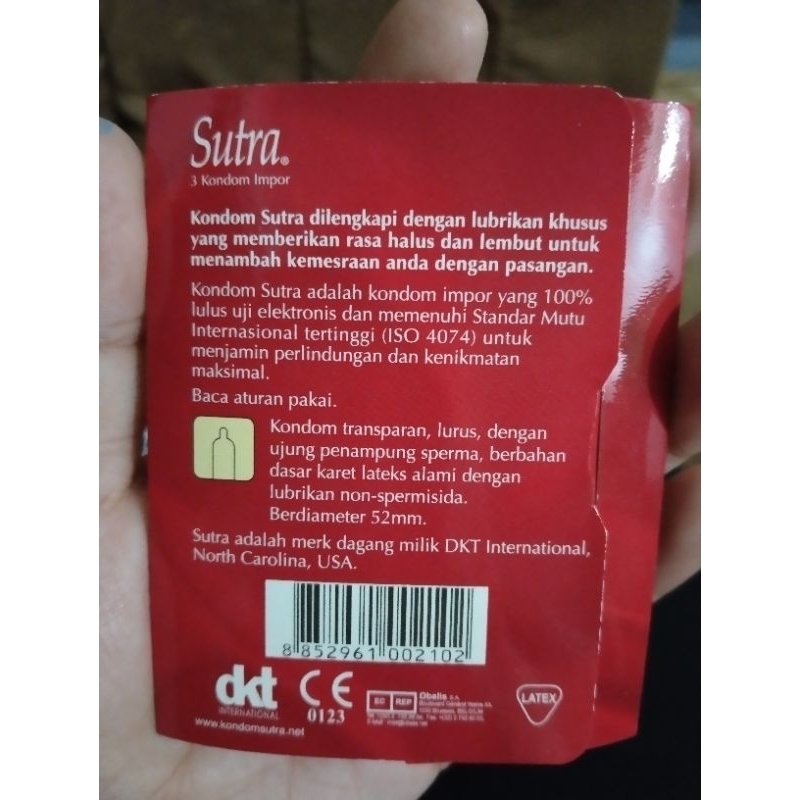 Sutra®
3 Kondom Impor
Kondom Sutra dilengkapi dengan lubrikan khusus
yang memberikan rasa halus dan lembut untuk
menambah kemesraan anda dengan pasangan.
Kondom Sutra adalah kondom impor yang 100%
lulus uji elektronis dan memenuhi Standar Mutu
Internasional tertinggi (ISO 4074) untuk
menjamin perlindungan dan kenikmatan
maksimal.
Baca aturan pakai.
Kondom transparan, lurus, dengan
ujung penampung sperma, berbahan
dasar karet lateks alami dengan
lubrikan non-spermisida.
Berdiameter 52mm.
Sutra adalah merk dagang milik DKT International,
North Carolina, USA.
8 852961 002102
dkt
INTERNATIONAL
www.kondomsutra.net
CE
0123
EC REP
Obelis s.a.
LATEX